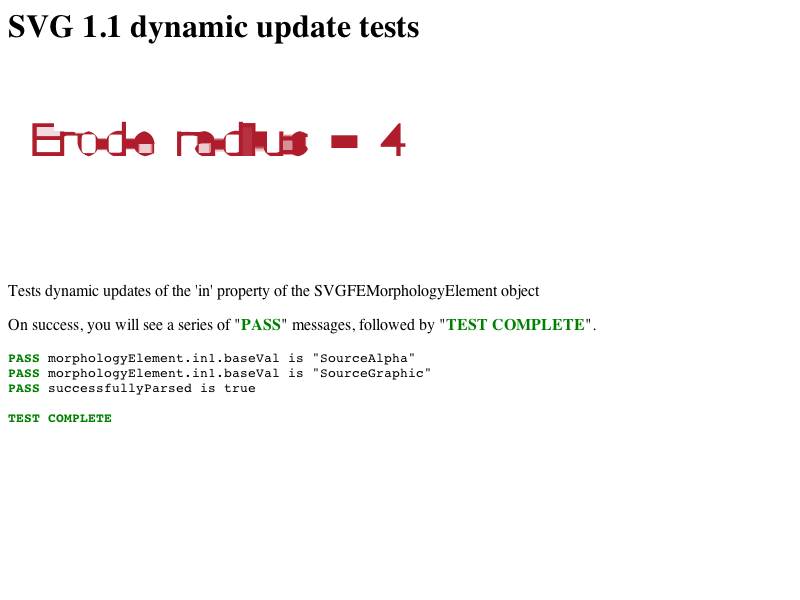 SVG 1.1 dynamic update tests
Erode radius = 4
Tests dynamic updates of the 'in' property of the SVGFEMorphologyElement object
On success, you will see a series of "PASS" messages, followed by "TEST COMPLETE".
PASS morphologyElement.in1.baseVal is "SourceAlpha"
PASS morphologyElement.in1.baseVal is "SourceGraphic"
PASS successfullyParsed is true
TEST COMPLETE